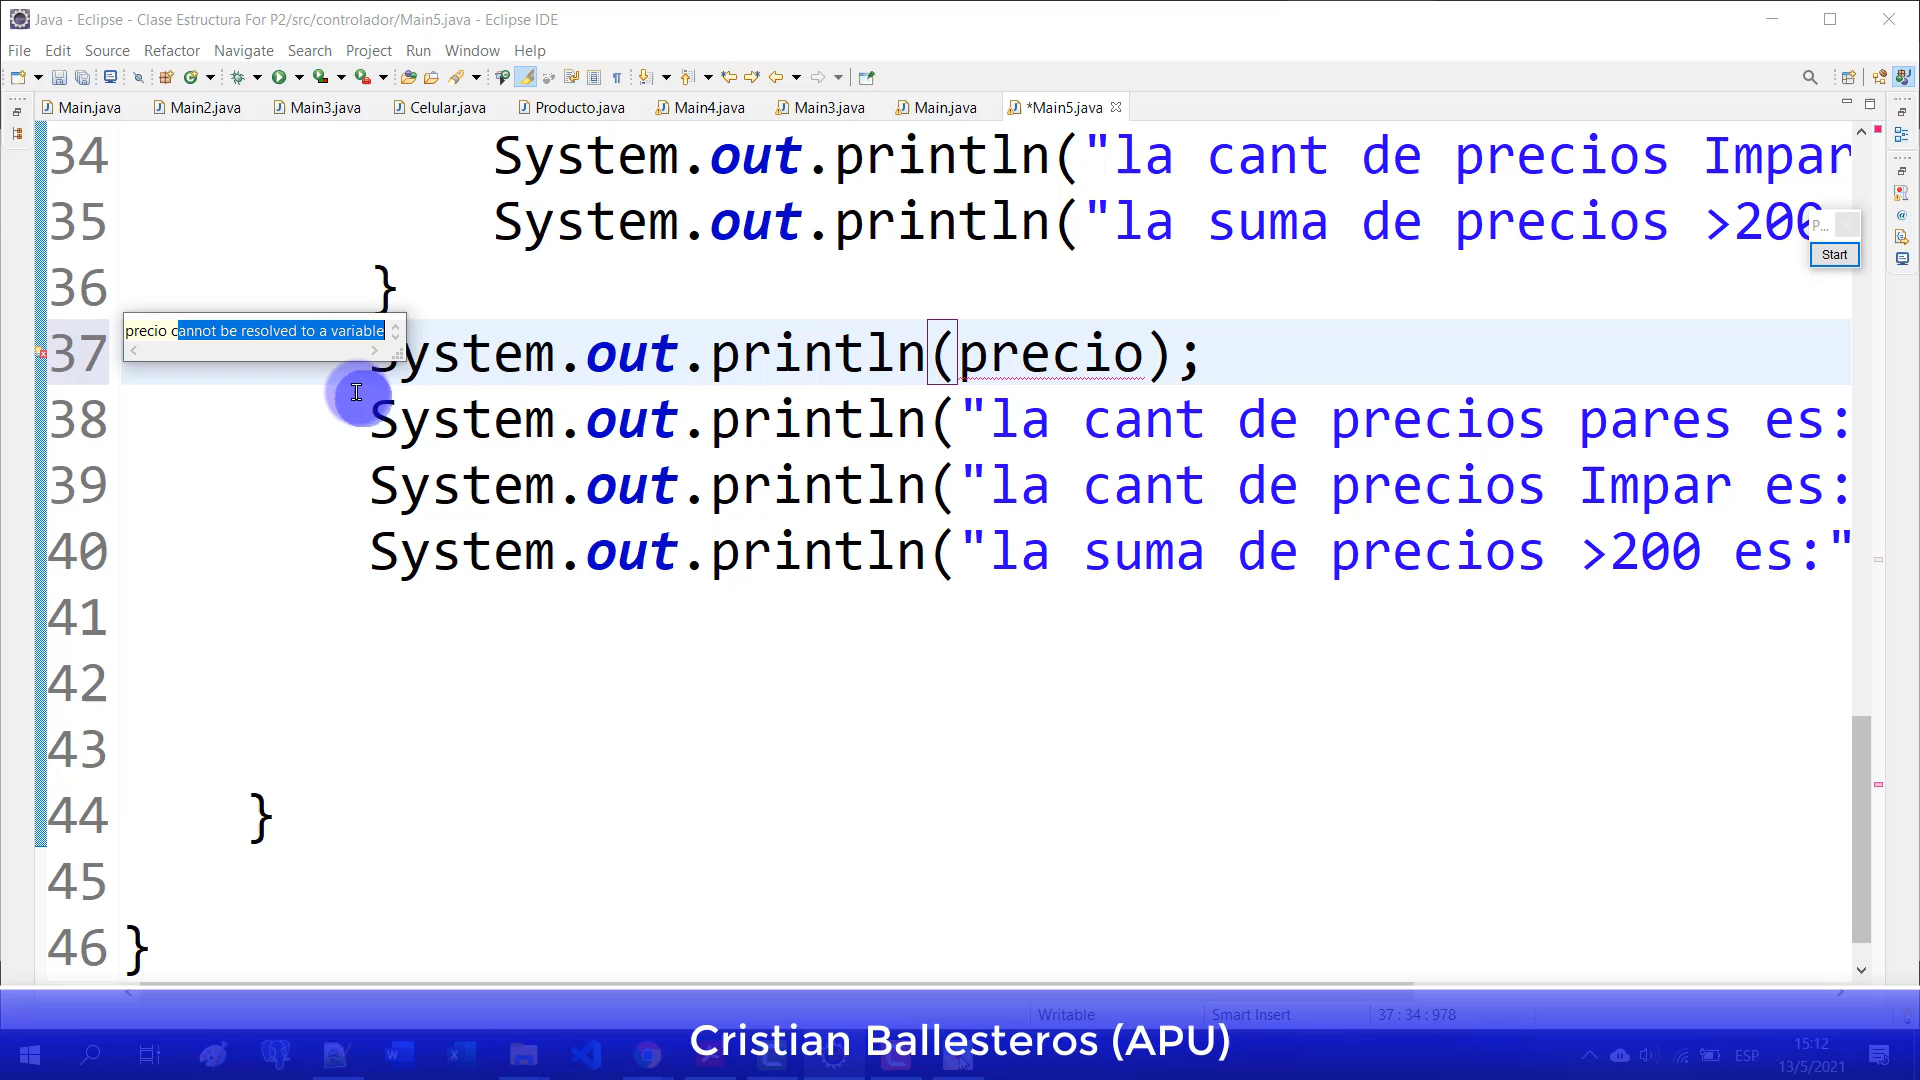 Java - Eclipse - Clase Estructura For P2/src/controlador/Main5.java - Eclipse IDE
File Edit Source Refactor Navigate Search Project Run Window Help
Main.java Main2.java Main3.java Celular.java Producto.java Main4.java Main3.java Main.java *Main5.java
34 System.out.println("la cant de precios Impar
35 System.out.println("la suma de precios >200
P...
Start
36 }
precio cannot be resolved to a variable
37 System.out.println(precio);
38 System.out.println("la cant de precios pares es:
39 System.out.println("la cant de precios Impar es:
40 System.out.println("la suma de precios >200 es:"
41
42
43
44 }
45
46 }
Writable Smart Insert 37 : 34 : 978
Cristian Ballesteros (APU)
ESP
15:12
13/5/2021